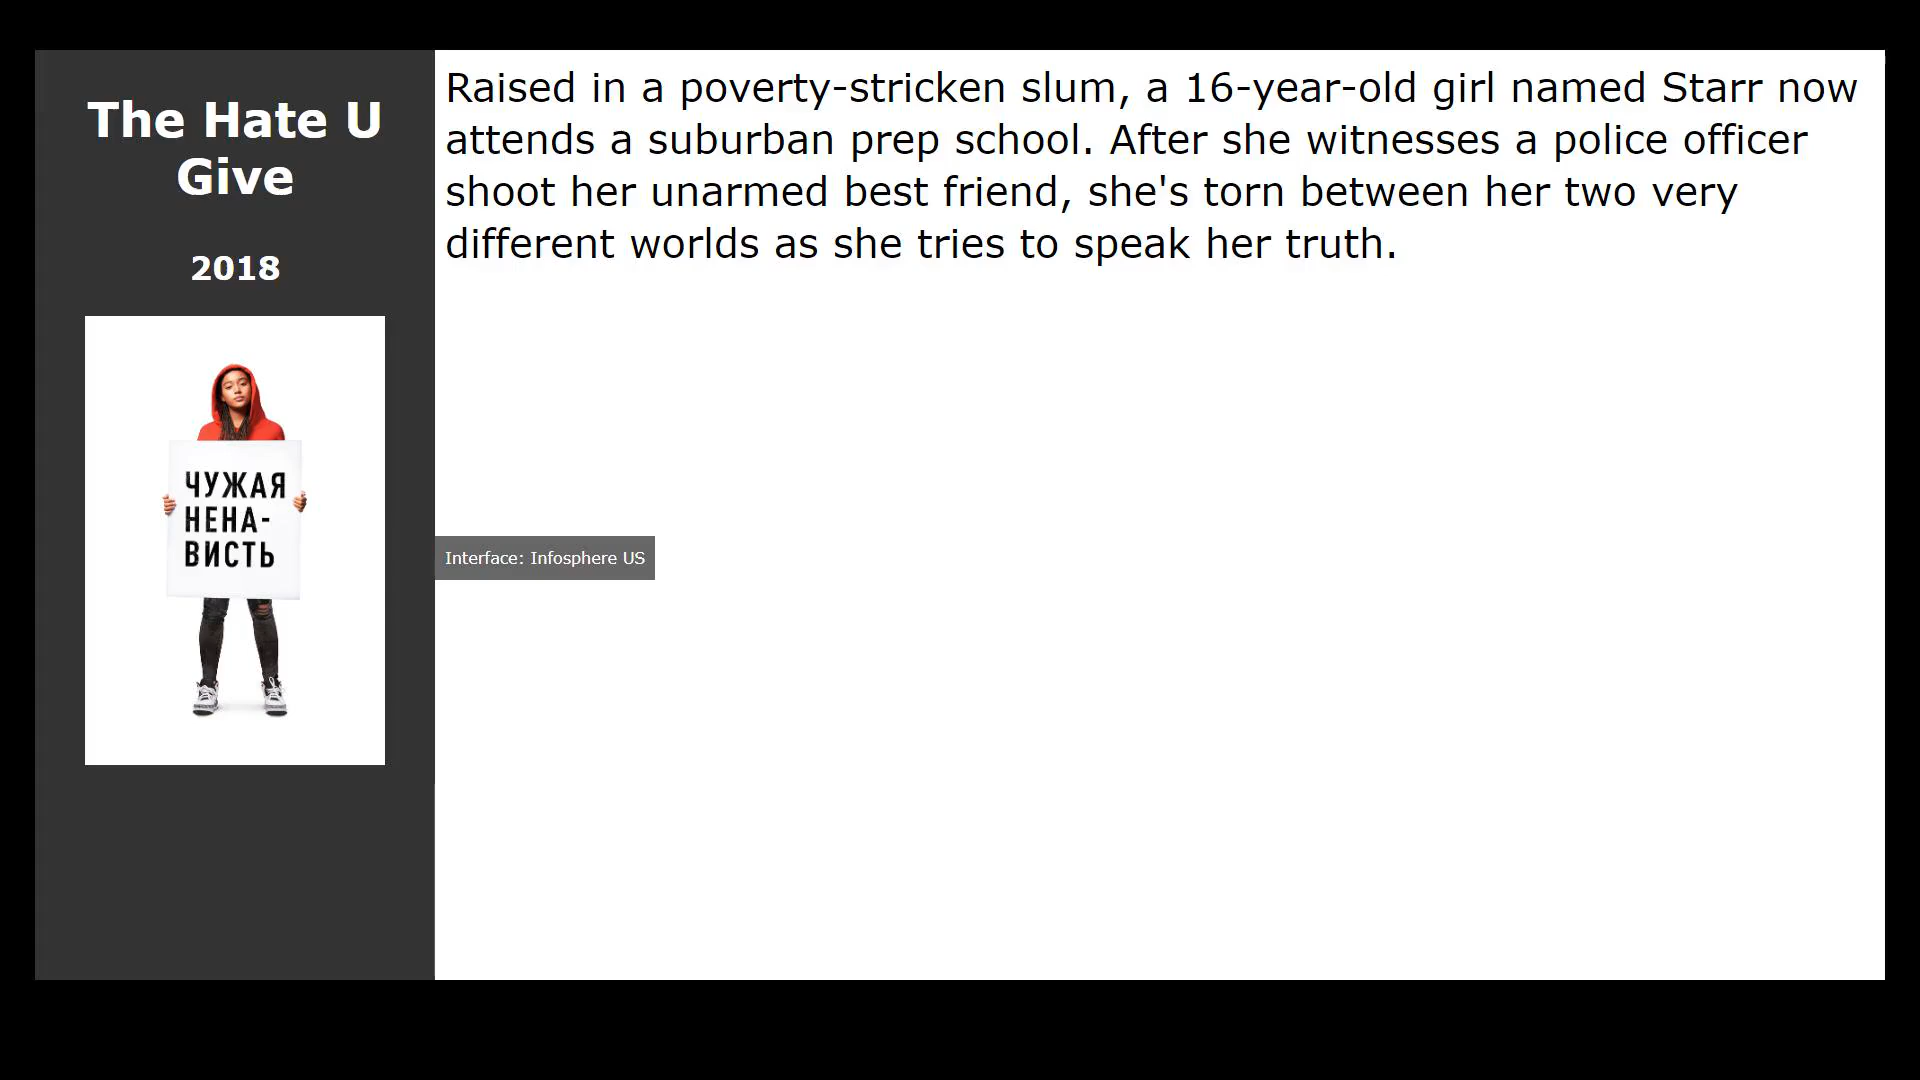 The Hate U
Give
2018
ЧУЖАЯ
НЕНА-
ВИСТЬ
Raised in a poverty-stricken slum, a 16-year-old girl named Starr now
attends a suburban prep school. After she witnesses a police officer
shoot her unarmed best friend, she's torn between her two very
different worlds as she tries to speak her truth.
Interface: Infosphere US